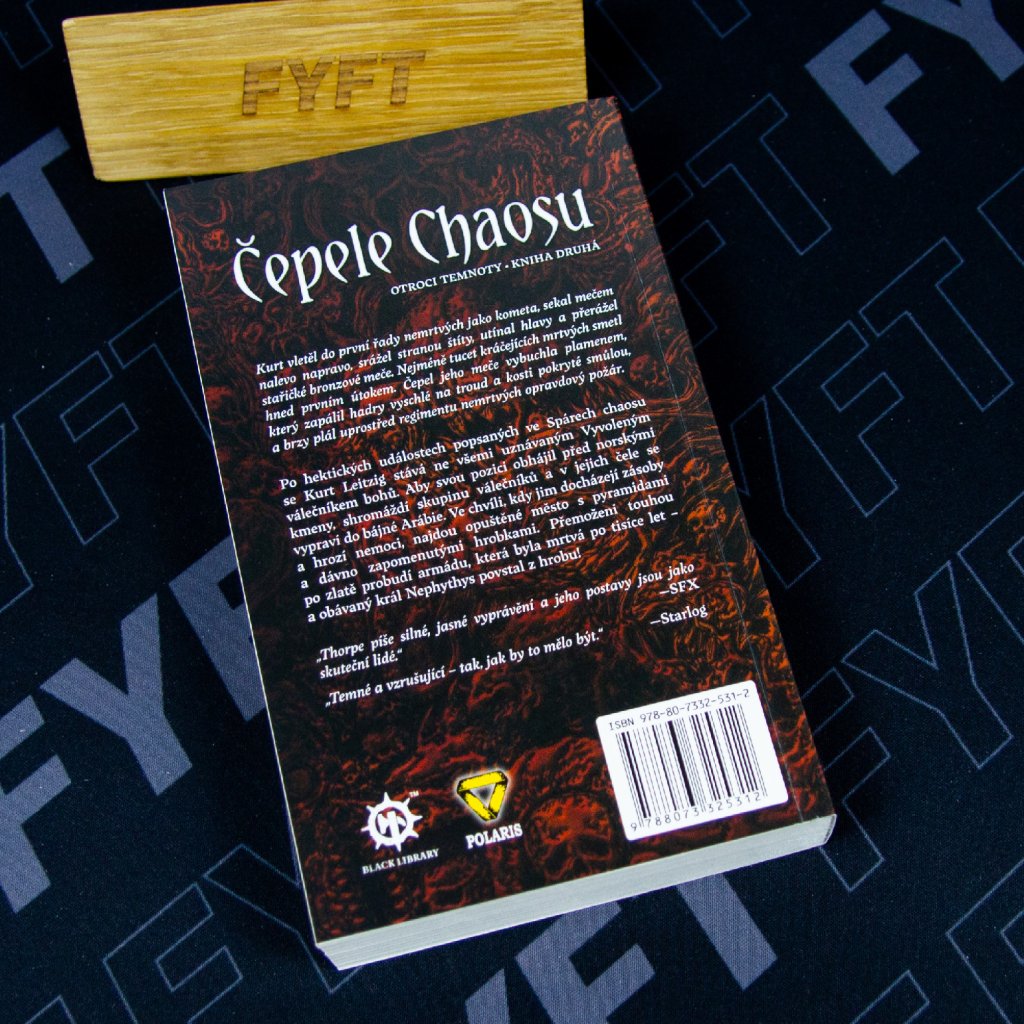 FYFT
Čepele Chaosu
OTROCI TEMNOTY - KNIHA DRUHÁ
Kurt vletěl do první řady nemrtvých jako kometa, sekal mečem
nalevo napravo, srážel stranou štíty, utínal hlavy a přerážel
stařické bronzové meče. Nejméně tucet kráčejících mrtvých smetl
hned prvním útokem. Čepel jeho meče vybuchla plamenem,
který zapálil hadry vyschlé na troud a kosti pokryté smůlou,
a brzy plál uprostřed regimentu nemrtvých opravdový požár.
Po hektických událostech popsaných ve Spárech chaosu
se Kurt Leitzig stává ne všemi uznávaným Vyvoleným
válečníkem bohů. Aby svou pozici obhájil před norskými
kmeny, shromáždí skupinu válečníků a v jejich čele se
vypraví do bájné Arábie. Ve chvíli, kdy jim docházejí zásoby
a hrozí nemoci, najdou opuštěné město s pyramidami
a dávno zapomenutými hrobkami. Přemožení touhou
po zlatě probudí armádu, která byla mrtvá po tisíce let –
a obávaný král Nephythys povstal z hrobu!
„Thorpe píše silné, jasné vyprávění a jeho postavy jsou jako
skuteční lidé.“
—SFX
„Temné a vzrušující – tak, jak by to mělo být.“
—Starlog
ISBN 978-80-7332-531-2
9 788073 325312
TM
BLACK LIBRARY
POLARIS
FYFT
FYFT
FYFT
FYFT